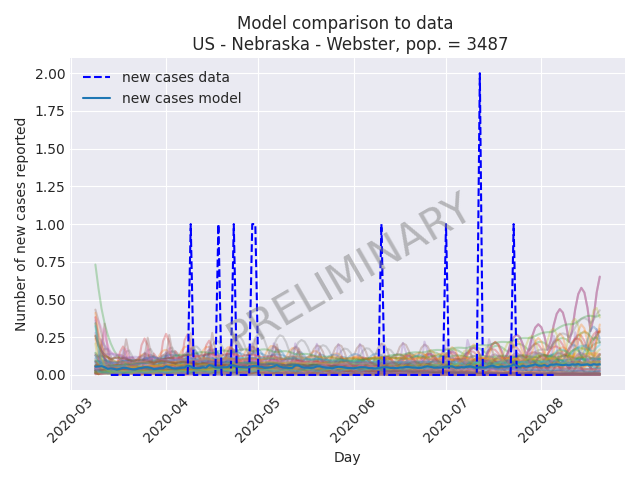 Model comparison to data
US - Nebraska - Webster, pop. = 3487
new cases data
new cases model
Number of new cases reported
2.00
1.75
1.50
1.25
1.00
0.75
0.50
0.25
0.00
PRELIMINARY
2020-03
2020-04
2020-05
2020-06
2020-07
2020-08
Day